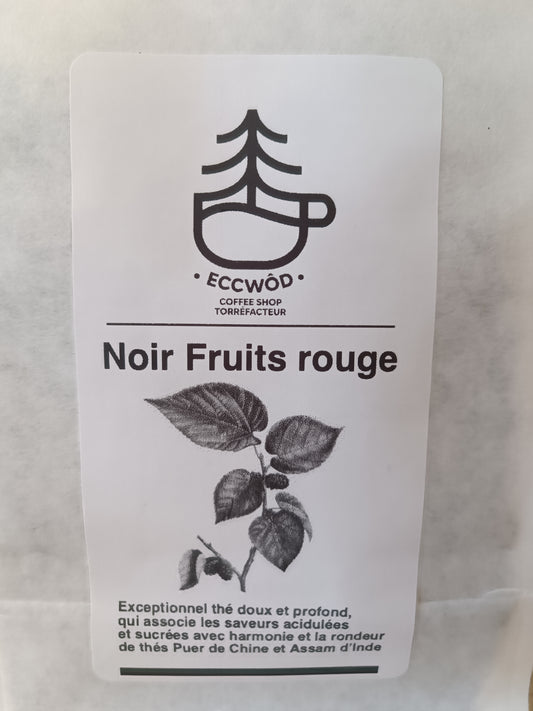 • ECCWÔD •
COFFEE SHOP
TORRÉFACTEUR
Noir Fruits rouge
Exceptionnel thé doux et profond,
qui associe les saveurs acidulées
et sucrées avec harmonie et la rondeur
de thés Puer de Chine et Assam d'Inde